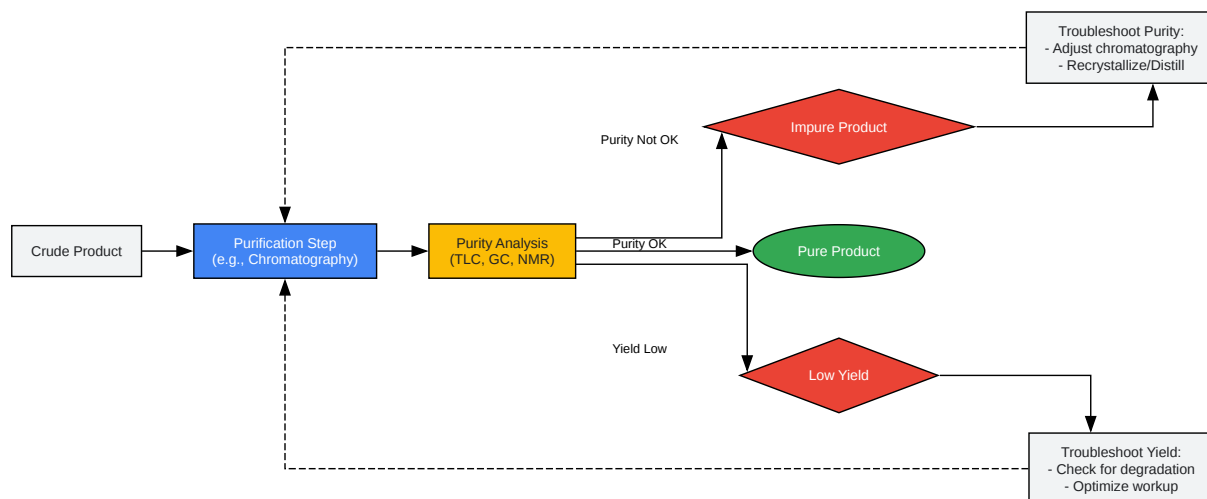 Troubleshoot Purity:
- Adjust chromatography
- Recrystallize/Distill
Impure Product
Purity Not OK
Crude Product
Purification Step
(e.g., Chromatography)
Purity Analysis
(TLC, GC, NMR)
Purity OK
Pure Product
Yield Low
Low Yield
Troubleshoot Yield:
- Check for degradation
- Optimize workup